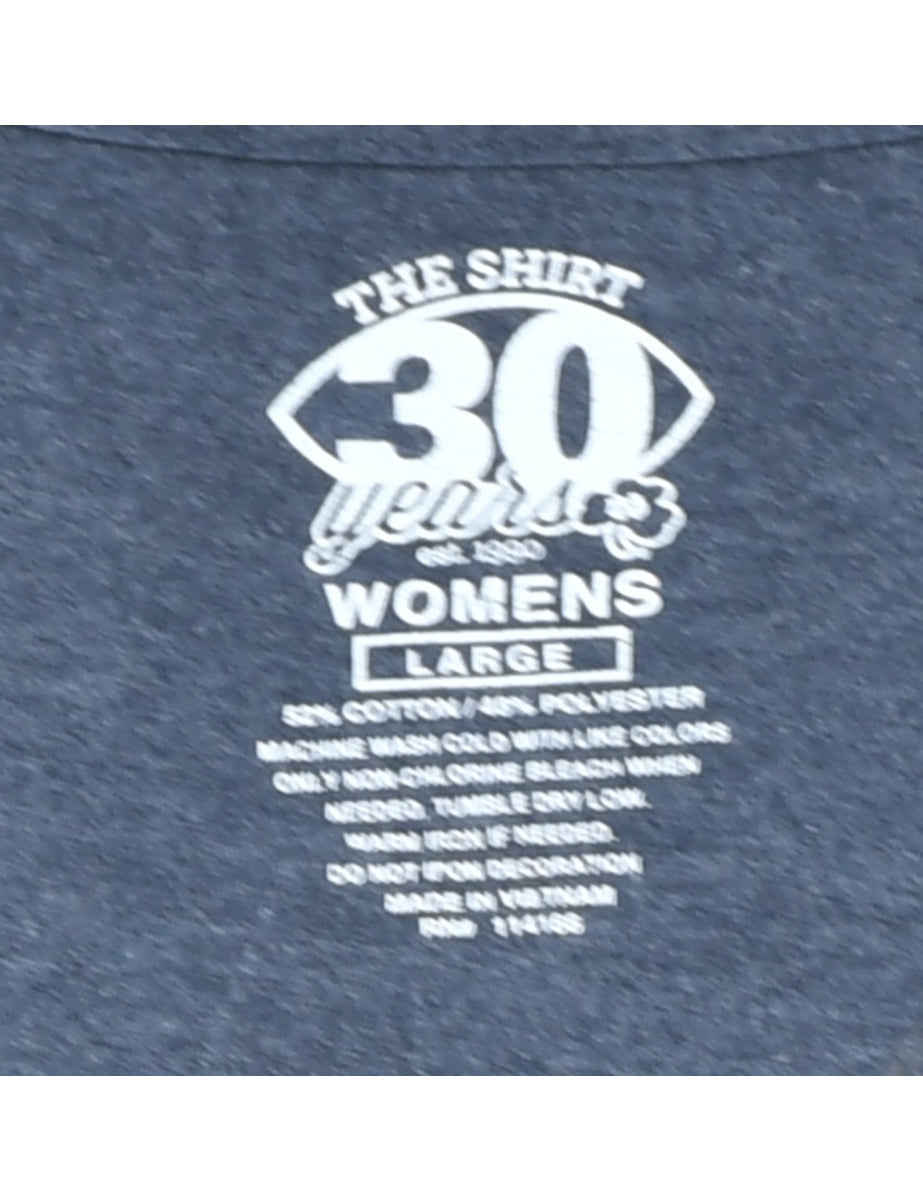 THE SHIRT
30
years
est. 1990
WOMENS
LARGE
52% COTTON / 48% POLYESTER
MACHINE WASH COLD WITH LIKE COLORS
ONLY NON-CHLORINE BLEACH WHEN
NEEDED. TUMBLE DRY LOW.
WARM IRON IF NEEDED.
DO NOT IRON DECORATION
MADE IN VIETNAM
RN#